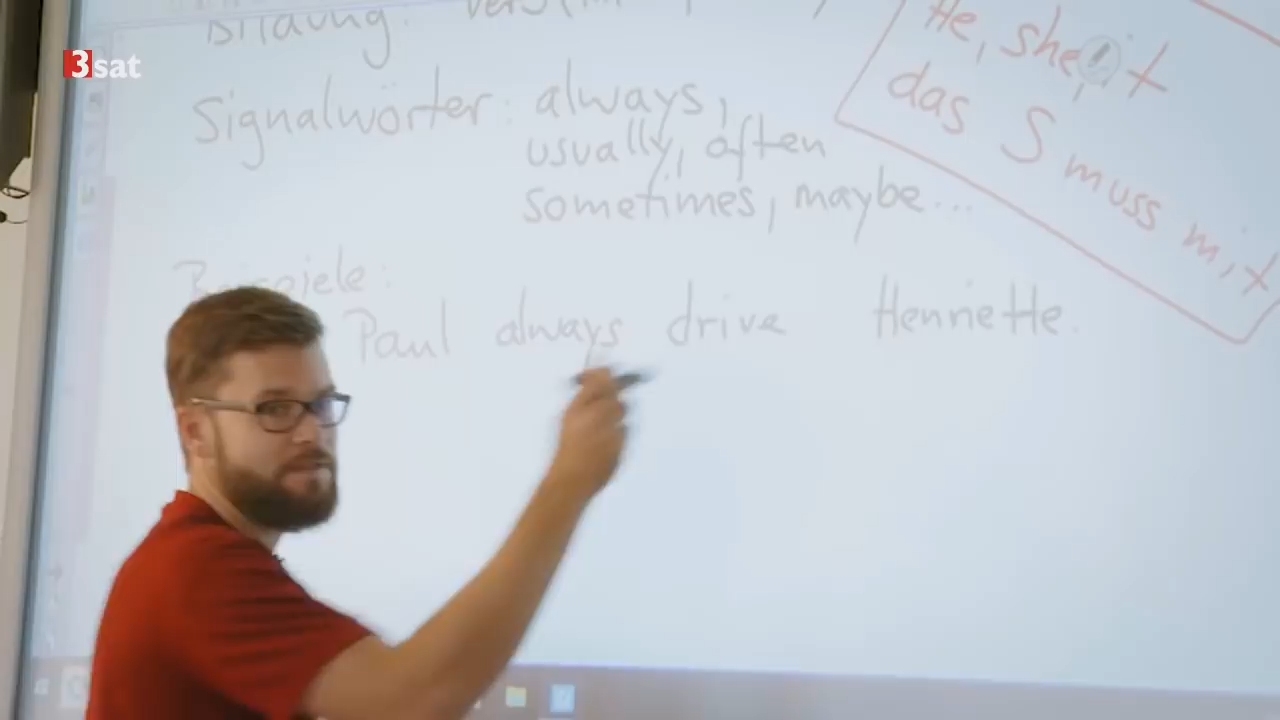 3sat
Bildung:
He, she, it
das S muss mit
Signalwörter: always,
usually, often
sometimes, maybe...
Beispiele:
Paul always drive Henriette.